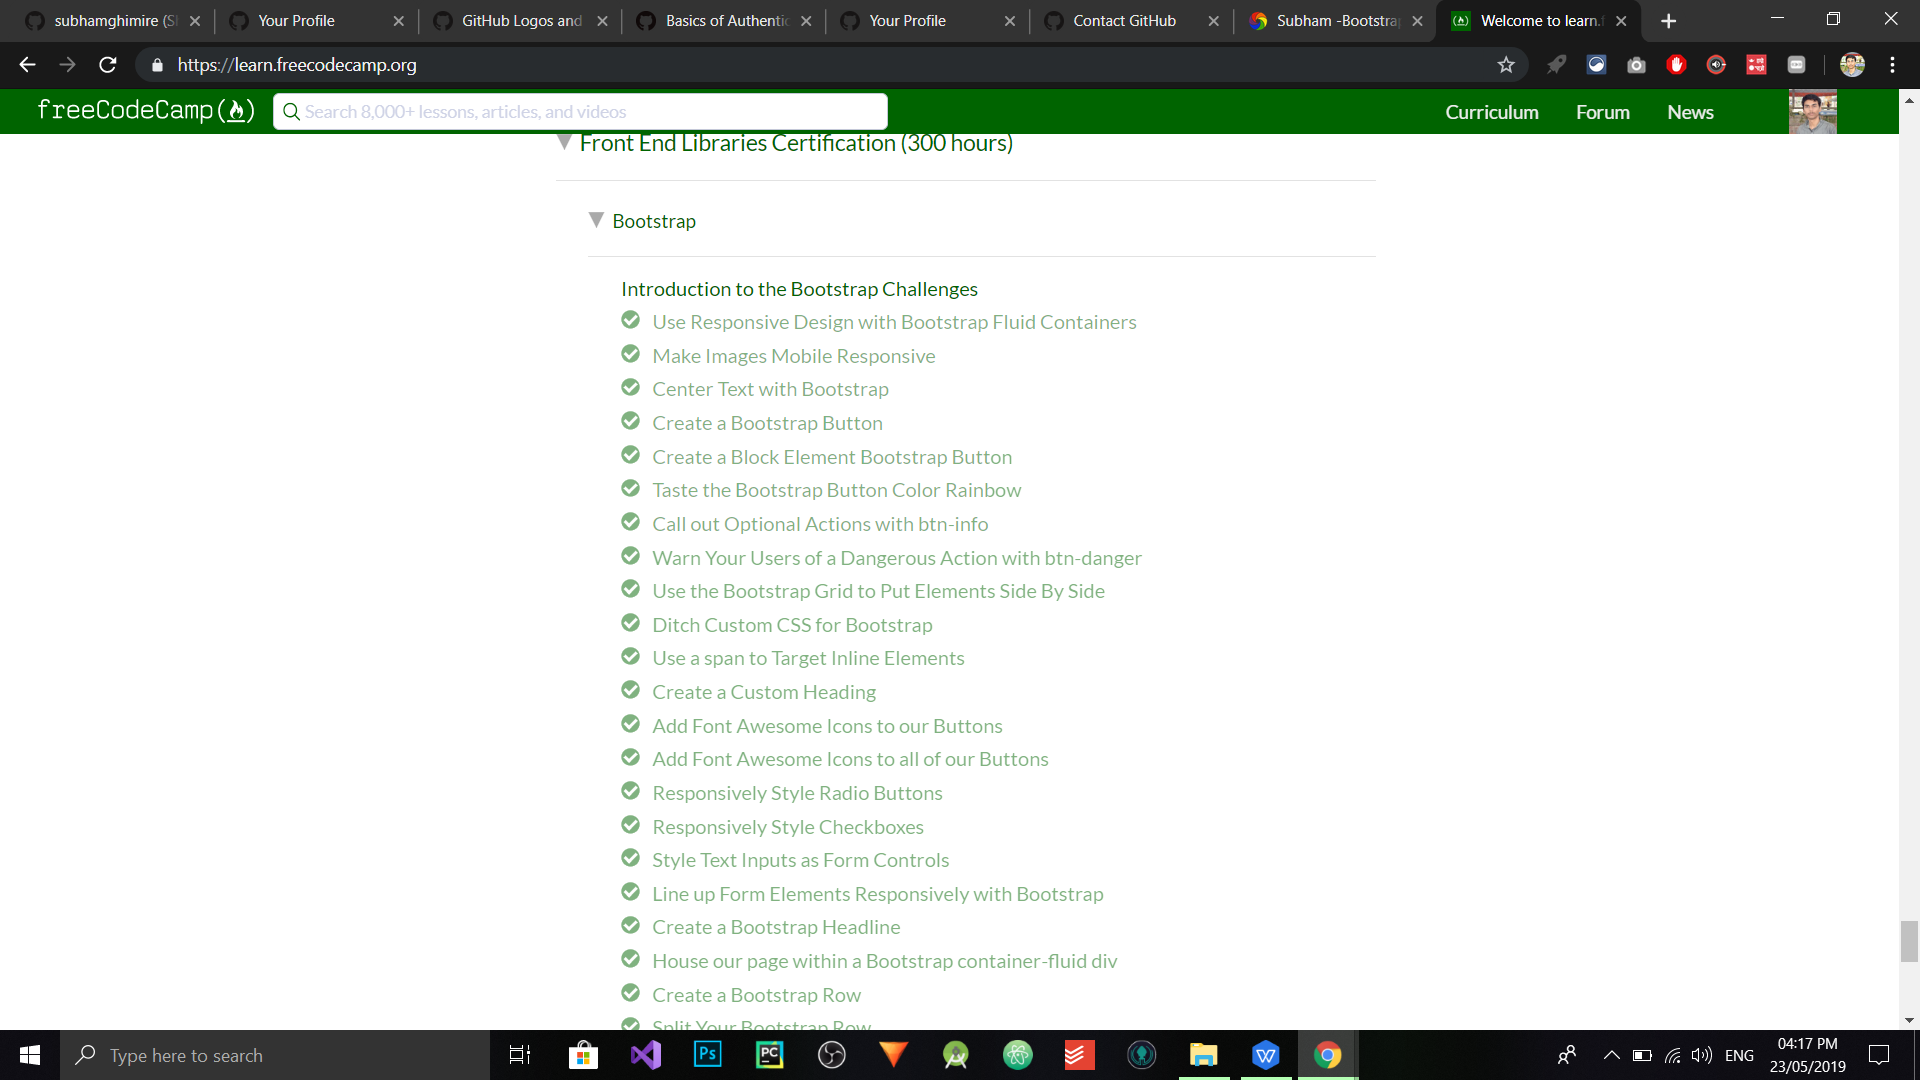 subhamghimire (S
Your Profile
GitHub Logos and
Basics of Authentic
Your Profile
Contact GitHub
Subham -Bootstra
Welcome to learn.
https://learn.freecodecamp.org
freeCodeCamp
Search 8,000+ lessons, articles, and videos
Curriculum
Forum
News
Front End Libraries Certification (300 hours)
Bootstrap
Introduction to the Bootstrap Challenges
Use Responsive Design with Bootstrap Fluid Containers
Make Images Mobile Responsive
Center Text with Bootstrap
Create a Bootstrap Button
Create a Block Element Bootstrap Button
Taste the Bootstrap Button Color Rainbow
Call out Optional Actions with btn-info
Warn Your Users of a Dangerous Action with btn-danger
Use the Bootstrap Grid to Put Elements Side By Side
Ditch Custom CSS for Bootstrap
Use a span to Target Inline Elements
Create a Custom Heading
Add Font Awesome Icons to our Buttons
Add Font Awesome Icons to all of our Buttons
Responsively Style Radio Buttons
Responsively Style Checkboxes
Style Text Inputs as Form Controls
Line up Form Elements Responsively with Bootstrap
Create a Bootstrap Headline
House our page within a Bootstrap container-fluid div
Create a Bootstrap Row
Split Your Bootstrap Row
Type here to search
Ps
PC
W
ENG
04:17 PM
23/05/2019